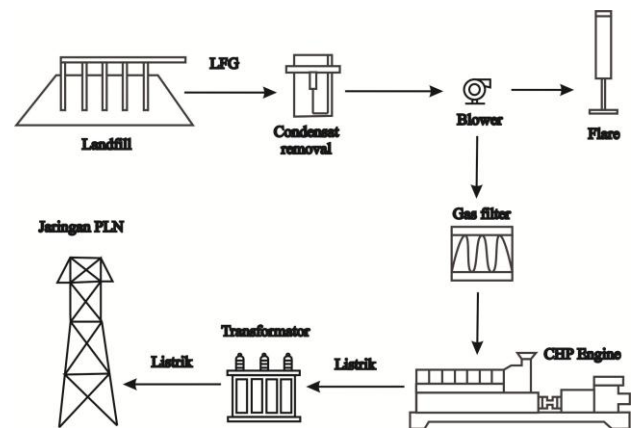 LFG
Landfill
Condensat
removal
Blower
Flare
Gas filter
Jaringan PLN
Transformator
CHP Engine
Listrik
Listrik